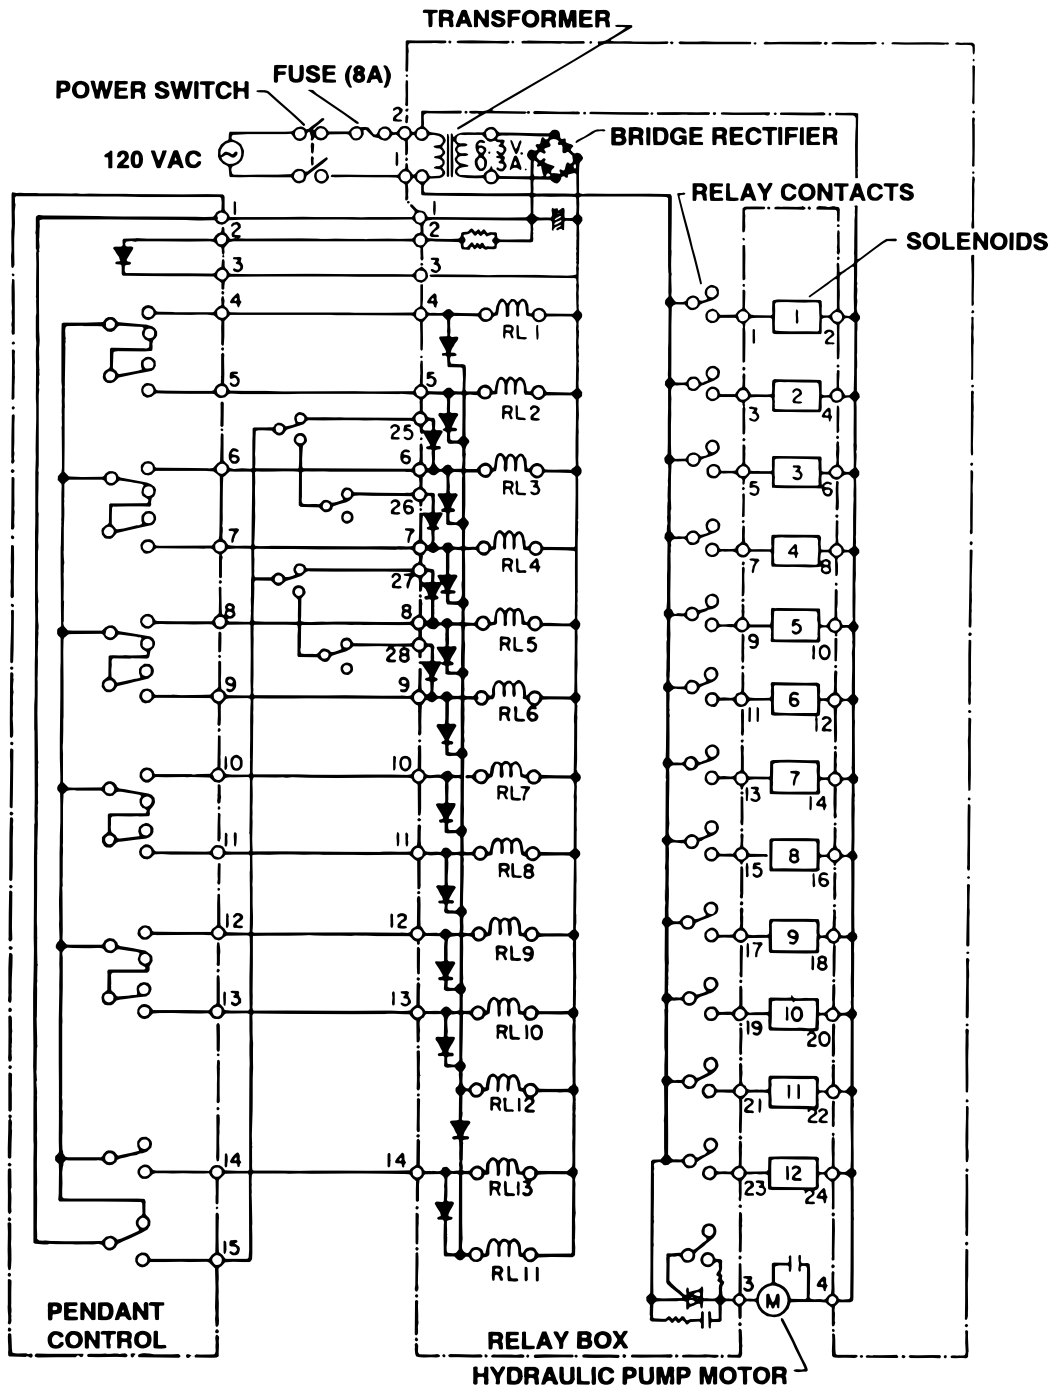 TRANSFORMER
FUSE (8A)
POWER SWITCH
2
BRIDGE RECTIFIER
6.3V.
120 VAC
1
0.3A.
RELAY CONTACTS
1
1
SOLENOIDS
2
2
3
3
4
4
RL1
1
1
2
5
5
RL2
2
3
4
25
6
6
RL3
3
5
6
26
7
7
RL4
4
7
8
27
8
8
RL5
5
9
10
28
9
9
RL6
6
11
12
10
10
RL7
7
13
14
11
11
RL8
8
15
16
12
12
RL9
9
17
18
13
13
RL10
10
19
20
RL12
11
21
22
14
14
RL13
12
23
24
15
RL11
3
M
4
PENDANT
CONTROL
RELAY BOX
HYDRAULIC PUMP MOTOR